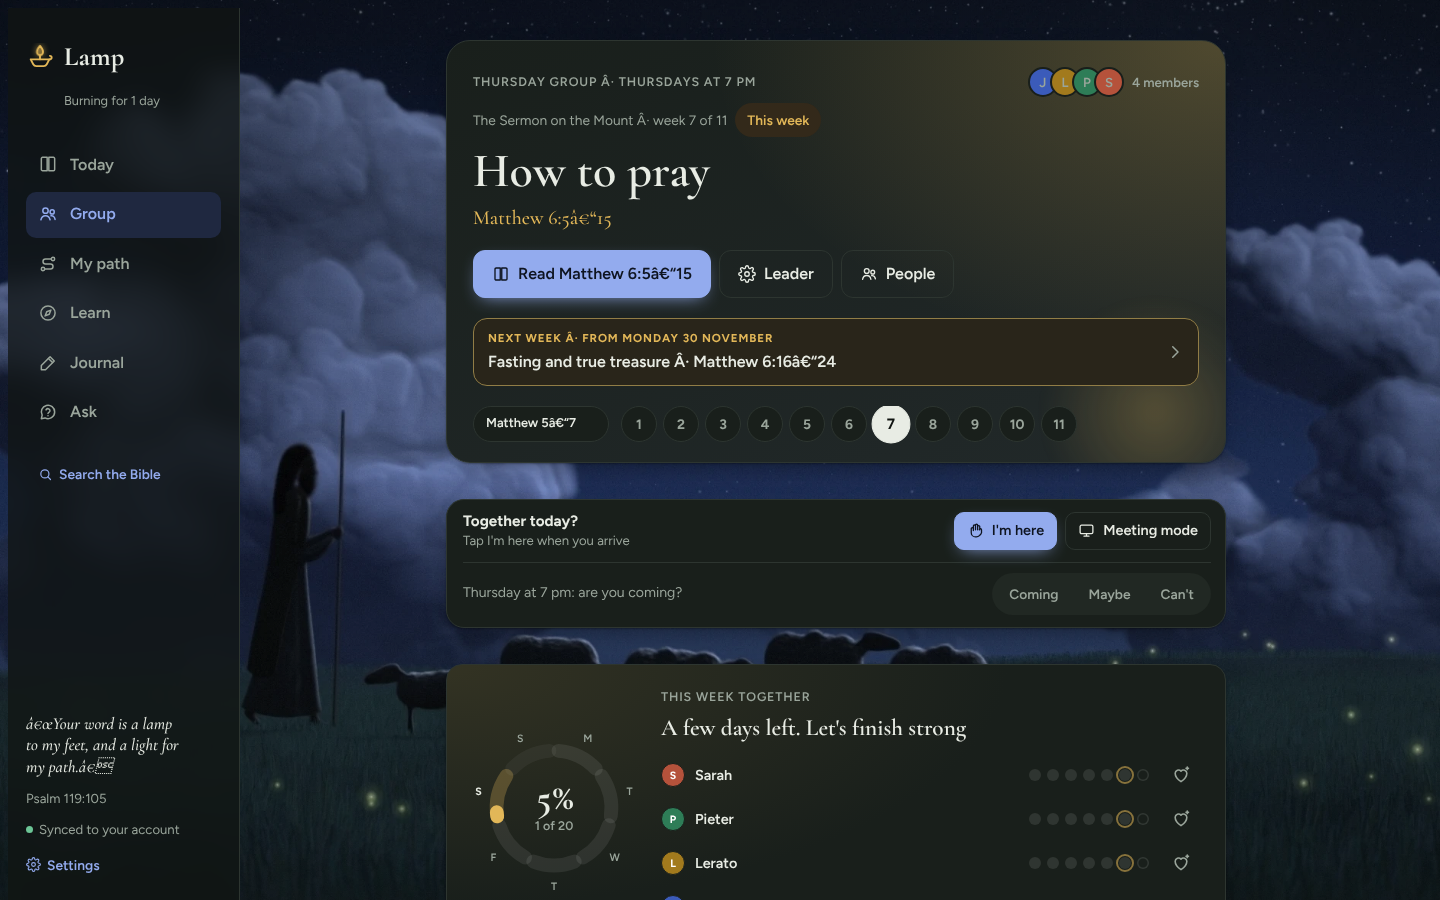 Lamp
Burning for 1 day
Today
Group
My path
Learn
Journal
Ask
Search the Bible
“Your word is a lamp
to my feet, and a light for
my path.â€
Psalm 119:105
Synced to your account
Settings
THURSDAY GROUP Â· THURSDAYS AT 7 PM
J L P S 4 members
The Sermon on the Mount Â· week 7 of 11 This week
How to pray
Matthew 6:5â€“15
Read Matthew 6:5â€“15 Leader People
NEXT WEEK Â· FROM MONDAY 30 NOVEMBER
Fasting and true treasure Â· Matthew 6:16â€“24
Matthew 5â€“7 1 2 3 4 5 6 7 8 9 10 11
Together today?
Tap I'm here when you arrive
I'm here Meeting mode
Thursday at 7 pm: are you coming?
Coming Maybe Can't
THIS WEEK TOGETHER
A few days left. Let's finish strong
S M T W T F S
5%
1 of 20
S Sarah
P Pieter
L Lerato